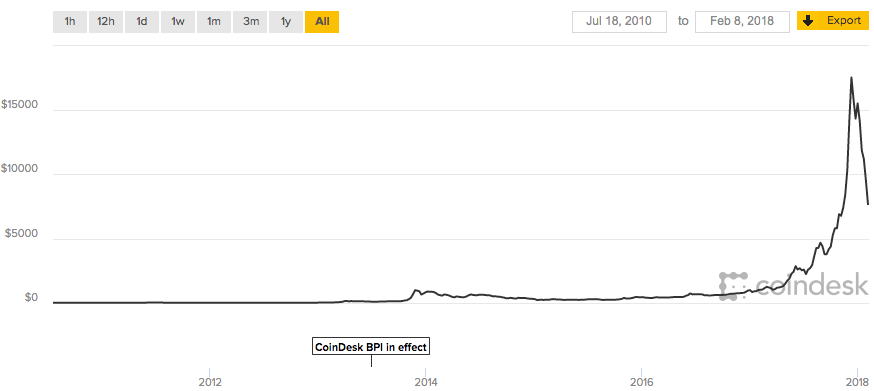 1h 12h 1d 1w 1m 3m 1y All Jul 18, 2010 to Feb 8, 2018 Export
$15000
$10000
$5000
$0
coindesk
CoinDesk BPI in effect
2012 2014 2016 2018